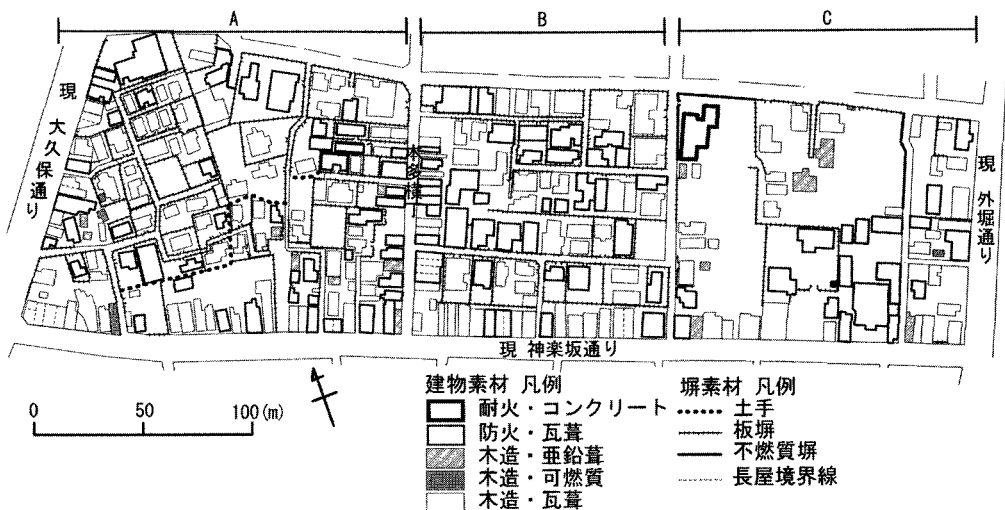 A
B
C
現 大久保通り
本多横
現 外堀通り
現 神楽坂通り
0 50 100(m)
建物素材 凡例
耐火・コンクリート
防火・瓦葺
木造・亜鉛葺
木造・可燃質
木造・瓦葺
塀素材 凡例
土手
板塀
不燃質塀
長屋境界線